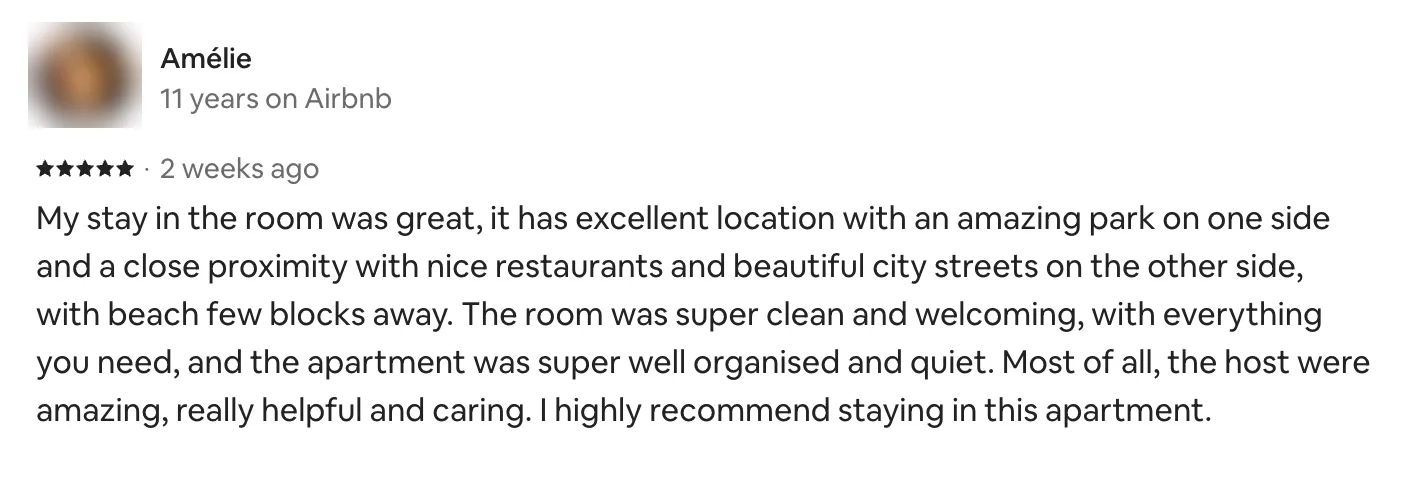 Amélie
11 years on Airbnb
★★★★★ · 2 weeks ago
My stay in the room was great, it has excellent location with an amazing park on one side
and a close proximity with nice restaurants and beautiful city streets on the other side,
with beach few blocks away. The room was super clean and welcoming, with everything
you need, and the apartment was super well organised and quiet. Most of all, the host were
amazing, really helpful and caring. I highly recommend staying in this apartment.